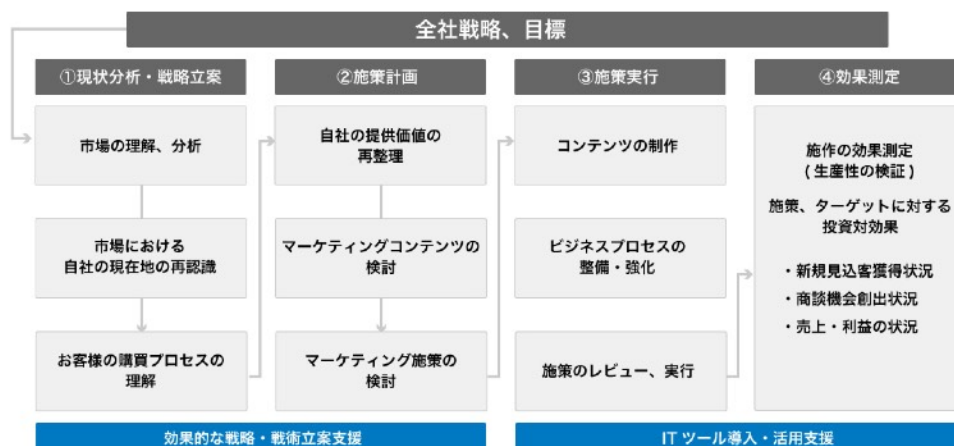 全社戦略、目標
①現状分析・戦略立案
市場の理解、分析
市場における
自社の現在地の再認識
お客様の購買プロセスの
理解
②施策計画
自社の提供価値の
再整理
マーケティングコンテンツの
検討
マーケティング施策の
検討
③施策実行
コンテンツの制作
ビジネスプロセスの
整備・強化
施策のレビュー、実行
④効果測定
施作の効果測定
( 生産性の検証 )
施策、ターゲットに対する
投資対効果
・新規見込客獲得状況
・商談機会創出状況
・売上・利益の状況
効果的な戦略・戦術立案支援
IT ツール導入・活用支援